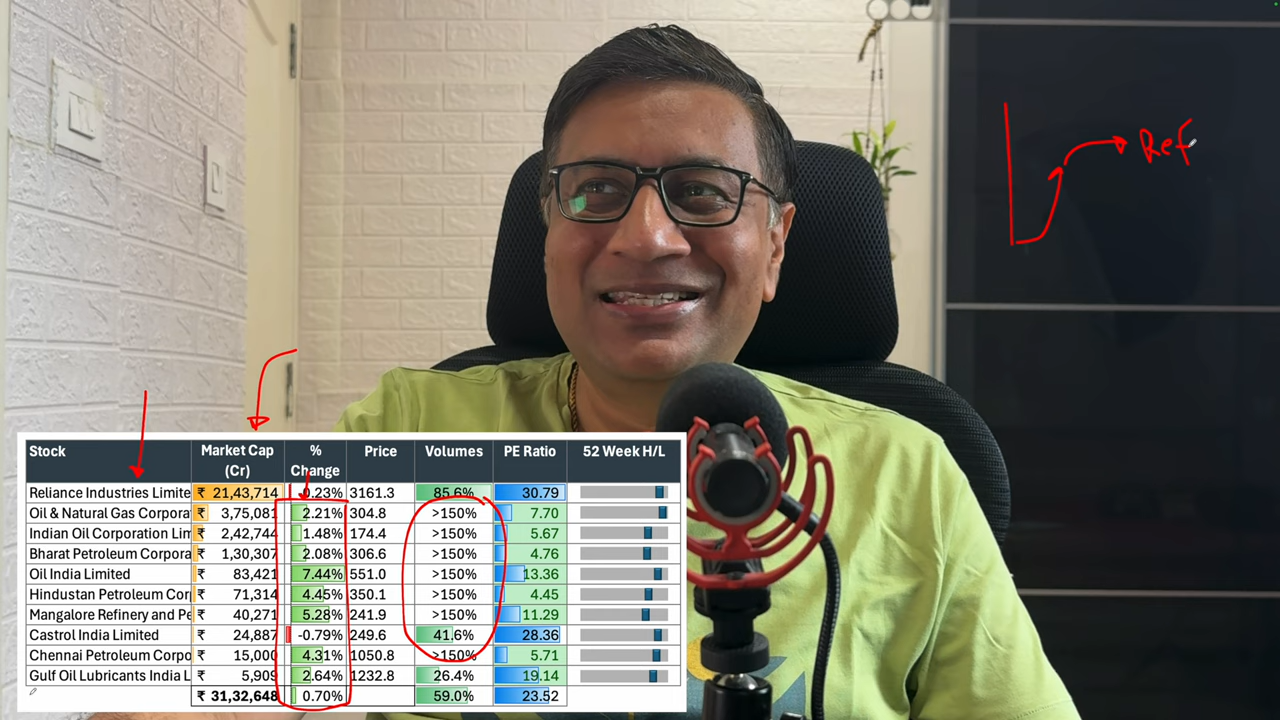 Ref
Stock Market Cap (Cr) % Change Price Volumes PE Ratio 52 Week H/L
Reliance Industries Limite ₹ 21,43,714 0.23% 3161.3 85.6% 30.79
Oil & Natural Gas Corpora ₹ 3,75,081 2.21% 304.8 >150% 7.70
Indian Oil Corporation Lim ₹ 2,42,744 1.48% 174.4 >150% 5.67
Bharat Petroleum Corpora ₹ 1,30,307 2.08% 306.6 >150% 4.76
Oil India Limited ₹ 83,421 7.44% 551.0 >150% 13.36
Hindustan Petroleum Cor ₹ 71,314 4.45% 350.1 >150% 4.45
Mangalore Refinery and Pe ₹ 40,271 5.28% 241.9 >150% 11.29
Castrol India Limited ₹ 24,887 -0.79% 249.6 41.6% 28.36
Chennai Petroleum Corpo ₹ 15,000 4.31% 1050.8 >150% 5.71
Gulf Oil Lubricants India L ₹ 5,909 2.64% 1232.8 26.4% 19.14
₹ 31,32,648 0.70% 59.0% 23.52